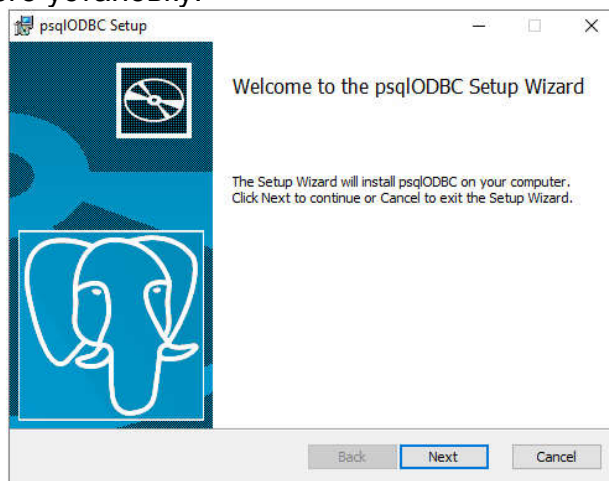 установку.
psqlODBC Setup
Welcome to the psqlODBC Setup Wizard
The Setup Wizard will install psqlODBC on your computer.
Click Next to continue or Cancel to exit the Setup Wizard.
Back Next Cancel